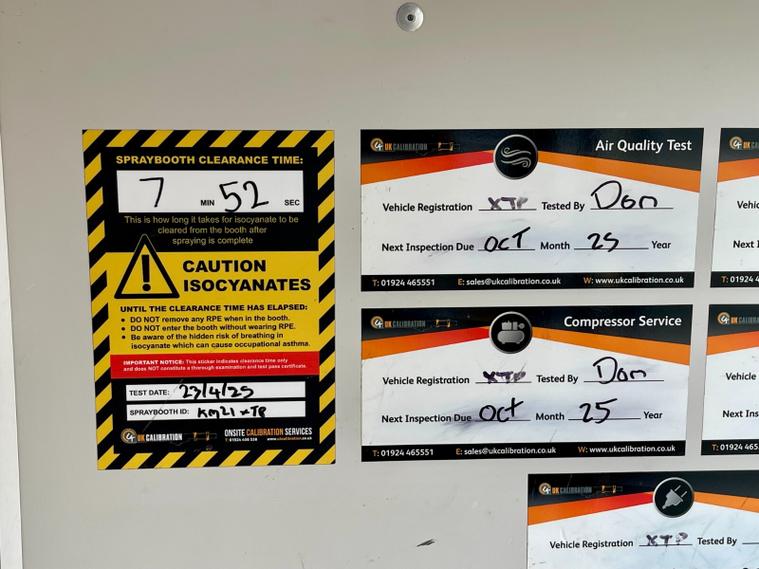 SPRAYBOOTH CLEARANCE TIME:
7 MIN 52 SEC
This is how long it takes for isocyanate to be
cleared from the booth after
spraying is complete
CAUTION
ISOCYANATES
UNTIL THE CLEARANCE TIME HAS ELAPSED:
• DO NOT remove any RPE when in the booth.
• DO NOT enter the booth without wearing RPE.
• Be aware of the hidden risk of breathing in
isocyanate which can cause occupational asthma.
IMPORTANT NOTICE: This sticker indicates clearance time only
and does NOT constitute a thorough examination and test pass certificate.
TEST DATE: 23/4/25
SPRAYBOOTH ID: KM21 XTP
UK CALIBRATION
ONSITE CALIBRATION SERVICES
www.ukcalibration.co.uk
UK CALIBRATION
Air Quality Test
Vehicle Registration XTP Tested By Dan
Next Inspection Due OCT Month 25 Year
T: 01924 465551 E: sales@ukcalibration.co.uk W: www.ukcalibration.co.uk
UK CALIBRATION
Compressor Service
Vehicle Registration XTP Tested By Dan
Next Inspection Due Oct Month 25 Year
T: 01924 465551 E: sales@ukcalibration.co.uk W: www.ukcalibration.co.uk
UK CALIBRATION
Vehicle Registration XTP Tested By
Vehicle